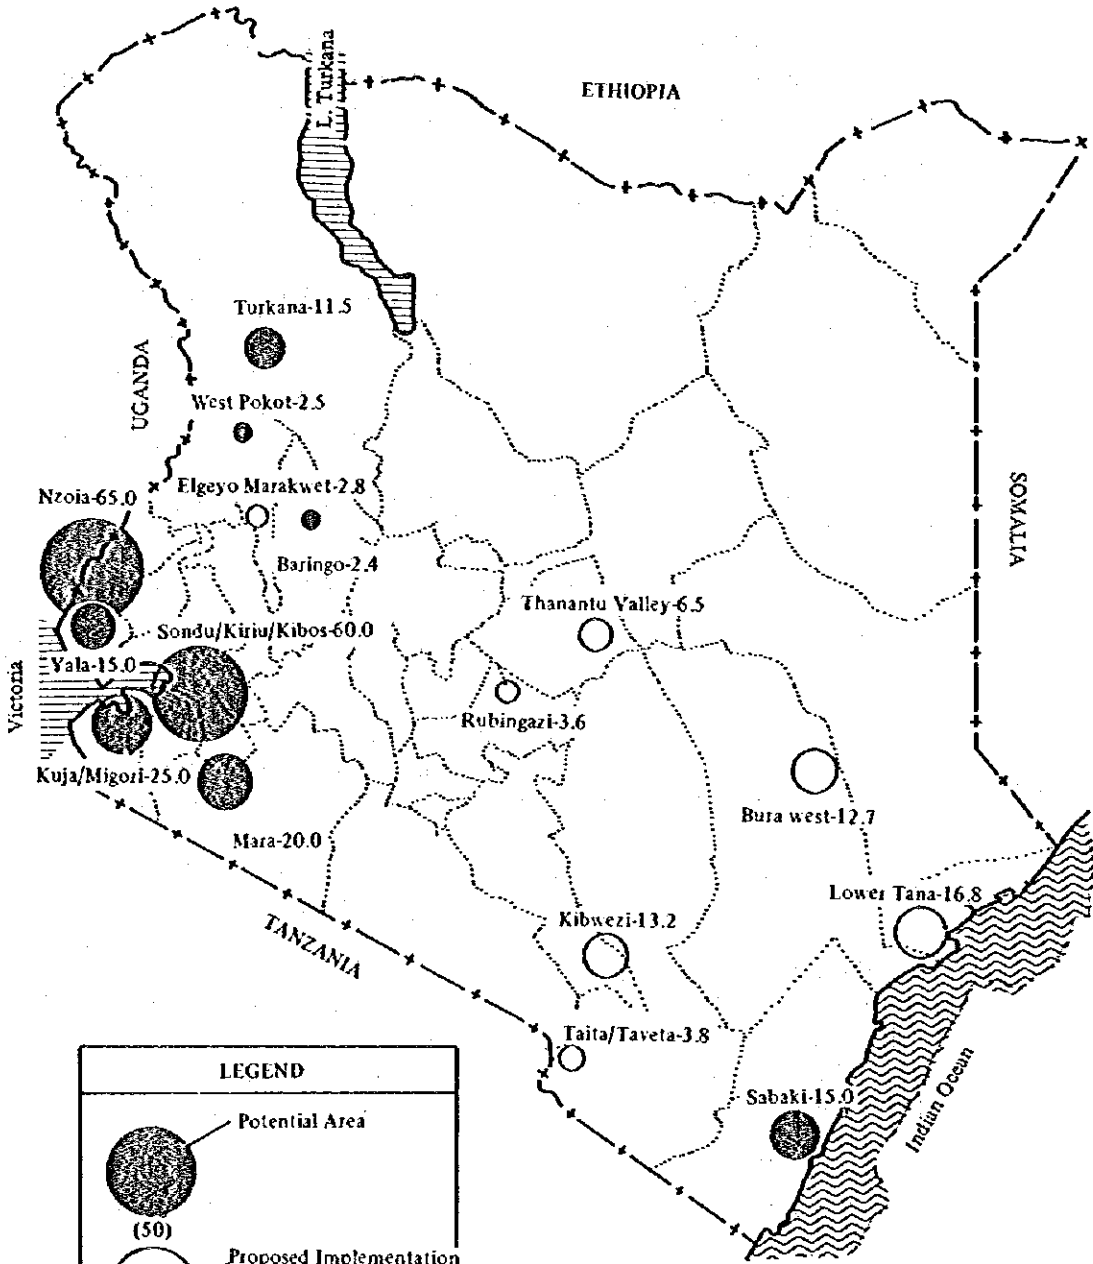 L. Turkana
ETHIOPIA
Turkana-11.5
UGANDA
West Pokot-2.5
Elgeyo Marakwet-2.8
Nzoia-65.0
SOMALIA
Baringo-2.4
Thanantu Valley-6.5
Sondu/Kiriu/Kibos-60.0
Yala-15.0
Victoria
Rubingazi-3.6
Kuja/Migori-25.0
Bura west-12.7
Mara-20.0
Lower Tana-16.8
Kibwezi-13.2
TANZANIA
Taita/Taveta-3.8
Indian Ocean
Sabaki-15.0
LEGEND
Potential Area
(50)
Proposed Implementation